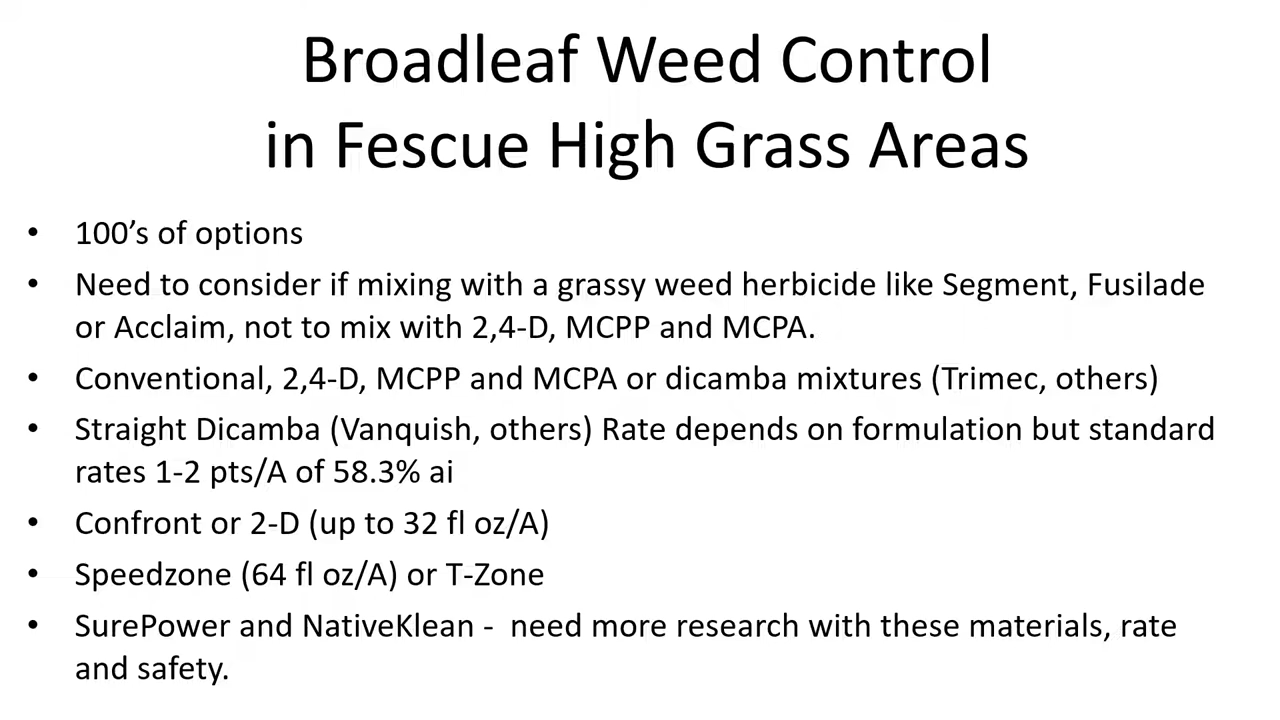 Broadleaf Weed Control
in Fescue High Grass Areas
• 100’s of options
• Need to consider if mixing with a grassy weed herbicide like Segment, Fusilade
or Acclaim, not to mix with 2,4-D, MCPP and MCPA.
• Conventional, 2,4-D, MCPP and MCPA or dicamba mixtures (Trimec, others)
• Straight Dicamba (Vanquish, others) Rate depends on formulation but standard
rates 1-2 pts/A of 58.3% ai
• Confront or 2-D (up to 32 fl oz/A)
• Speedzone (64 fl oz/A) or T-Zone
• SurePower and NativeKlean -  need more research with these materials, rate
and safety.